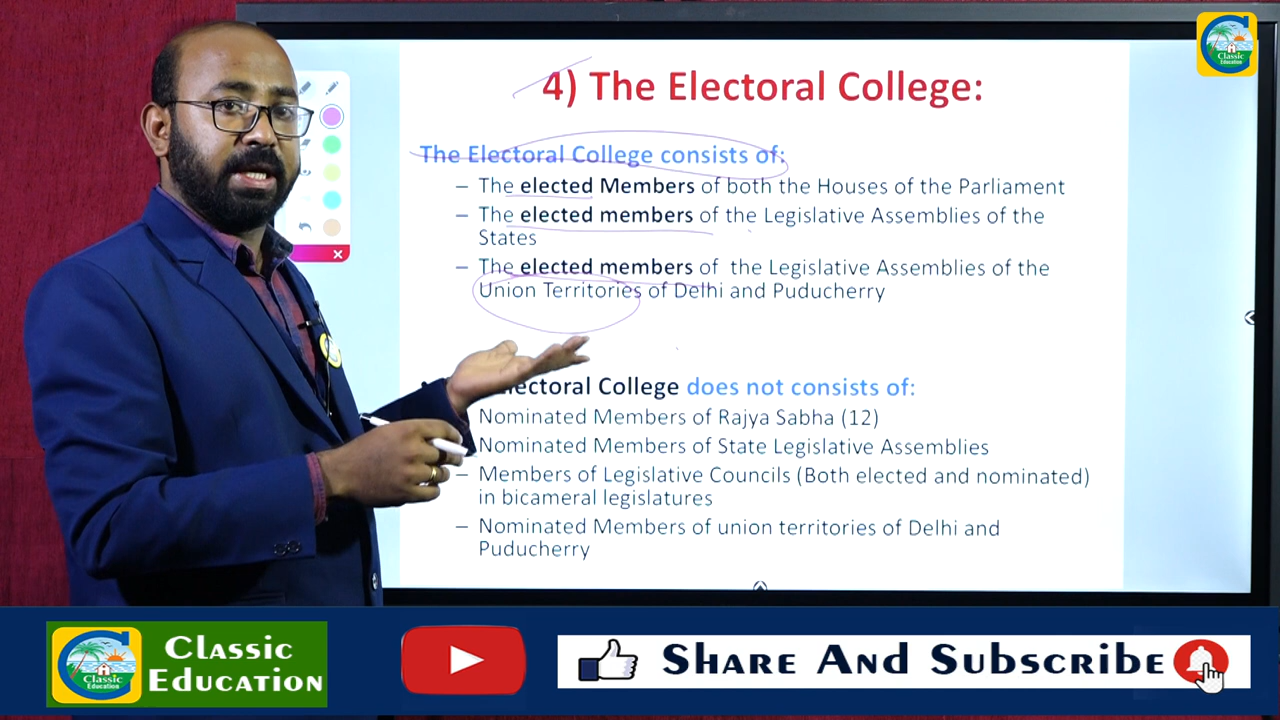 4) The Electoral College:
Classic
Education
The Electoral College consists of:
– The elected Members of both the Houses of the Parliament
– The elected members of the Legislative Assemblies of the
States
– The elected members of the Legislative Assemblies of the
Union Territories of Delhi and Puducherry
Electoral College does not consists of:
Nominated Members of Rajya Sabha (12)
Nominated Members of State Legislative Assemblies
– Members of Legislative Councils (Both elected and nominated)
in bicameral legislatures
– Nominated Members of union territories of Delhi and
Puducherry
Classic
Education
Classic
Education
Share And Subscribe